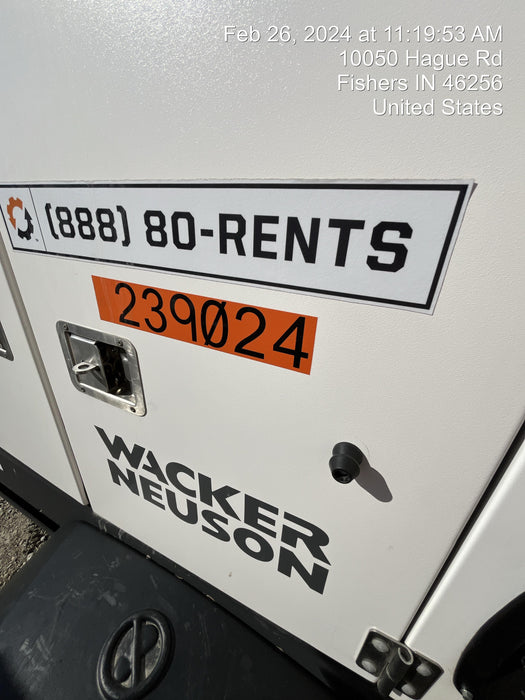 Feb 26, 2024 at 11:19:53 AM
10050 Hague Rd
Fishers IN 46256
United States
(888) 80-RENTS
239024
WACKER
NEUSON